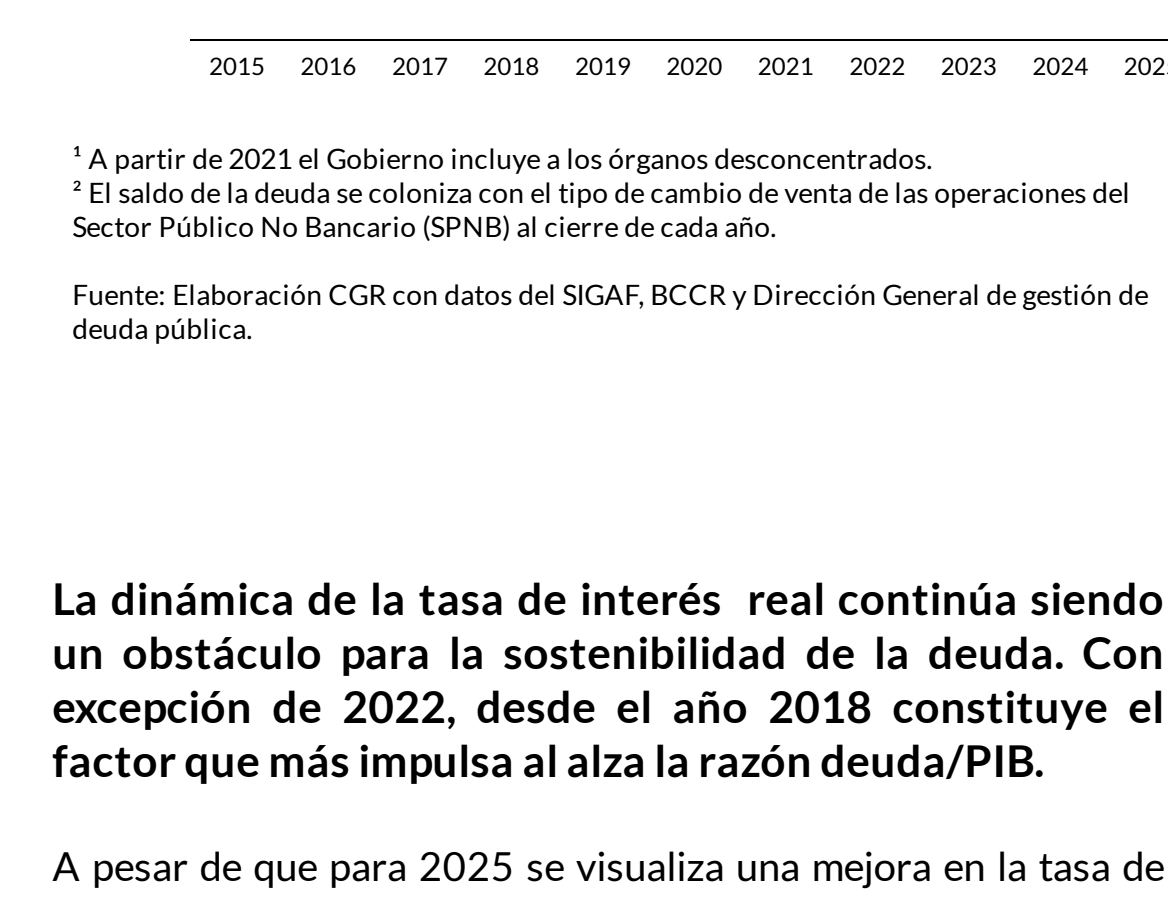 2015 2016 2017 2018 2019 2020 2021 2022 2023 2024
¹ A partir de 2021 el Gobierno incluye a los órganos desconcentrados.
² El saldo de la deuda se coloniza con el tipo de cambio de venta de las operaciones del
Sector Público No Bancario (SPNB) al cierre de cada año.
Fuente: Elaboración CGR con datos del SIGAF, BCCR y Dirección General de gestión de
deuda pública.
La dinámica de la tasa de interés real continúa siendo
un obstáculo para la sostenibilidad de la deuda. Con
excepción de 2022, desde el año 2018 constituye el
factor que más impulsa al alza la razón deuda/PIB.
A pesar de que para 2025 se visualiza una mejora en la tasa de